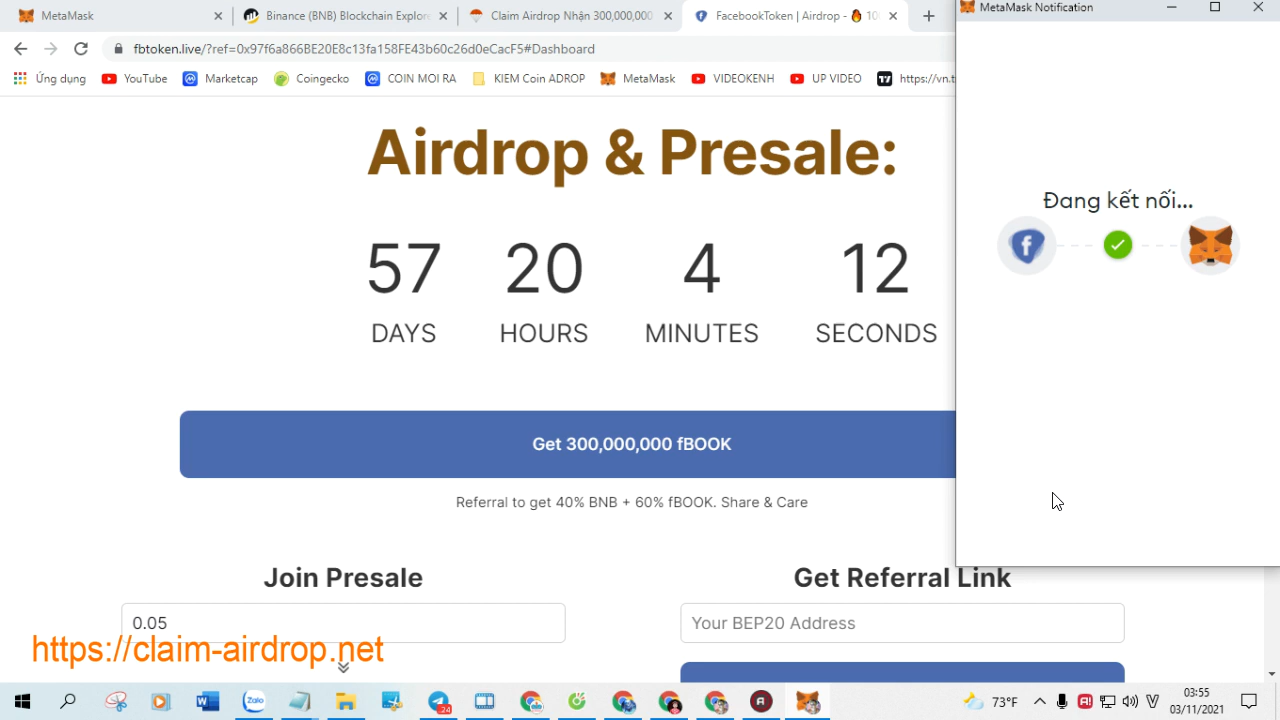 MetaMask
Binance (BNB) Blockchain Explore
Claim Airdrop Nhận 300,000,000
FacebookToken | Airdrop - 🔥 10
MetaMask Notification
fbtoken.live/?ref=0x97f6a866BE20E8c13fa158FE43b60c26d0eCacF5#Dashboard
Ứng dụng
YouTube
Marketcap
Coingecko
COIN MOI RA
KIEM Coin ADROP
MetaMask
VIDEOKENH
UP VIDEO
https://vn.t
Airdrop & Presale:
57 20 4 12
DAYS HOURS MINUTES SECONDS
Đang kết nối...
Get 300,000,000 fBOOK
Referral to get 40% BNB + 60% fBOOK. Share & Care
Join Presale
Get Referral Link
0.05
Your BEP20 Address
https://claim-airdrop.net
Zalo
24
73°F
03:55
03/11/2021